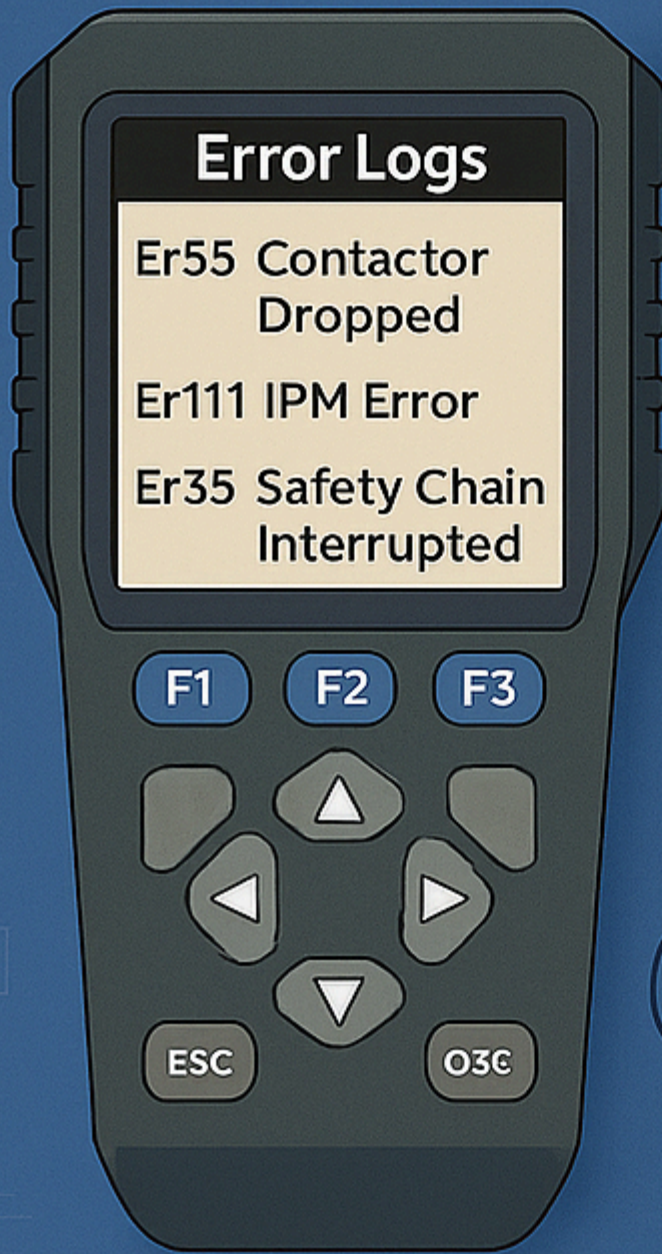 Error Logs
Er55 Contactor
Dropped
Er111 IPM Error
Er35 Safety Chain
Interrupted
F1 F2 F3
ESC